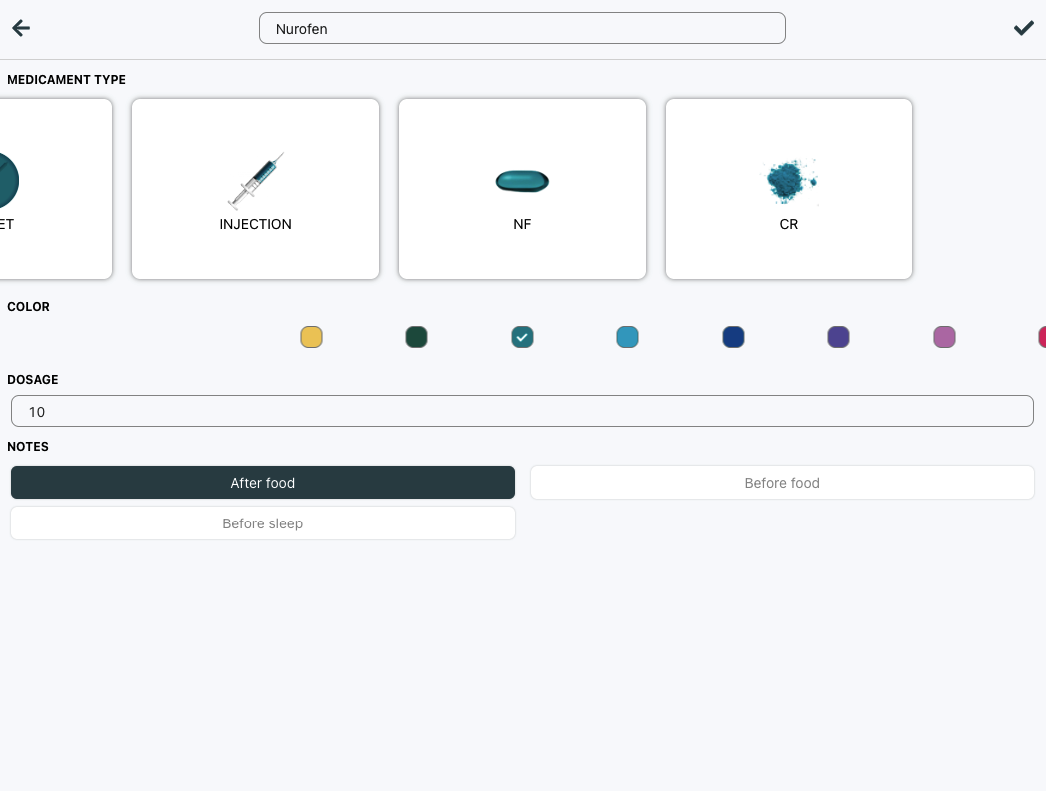 Nurofen
MEDICAMENT TYPE
ET
INJECTION
NF
CR
COLOR
DOSAGE
10
NOTES
After food
Before food
Before sleep